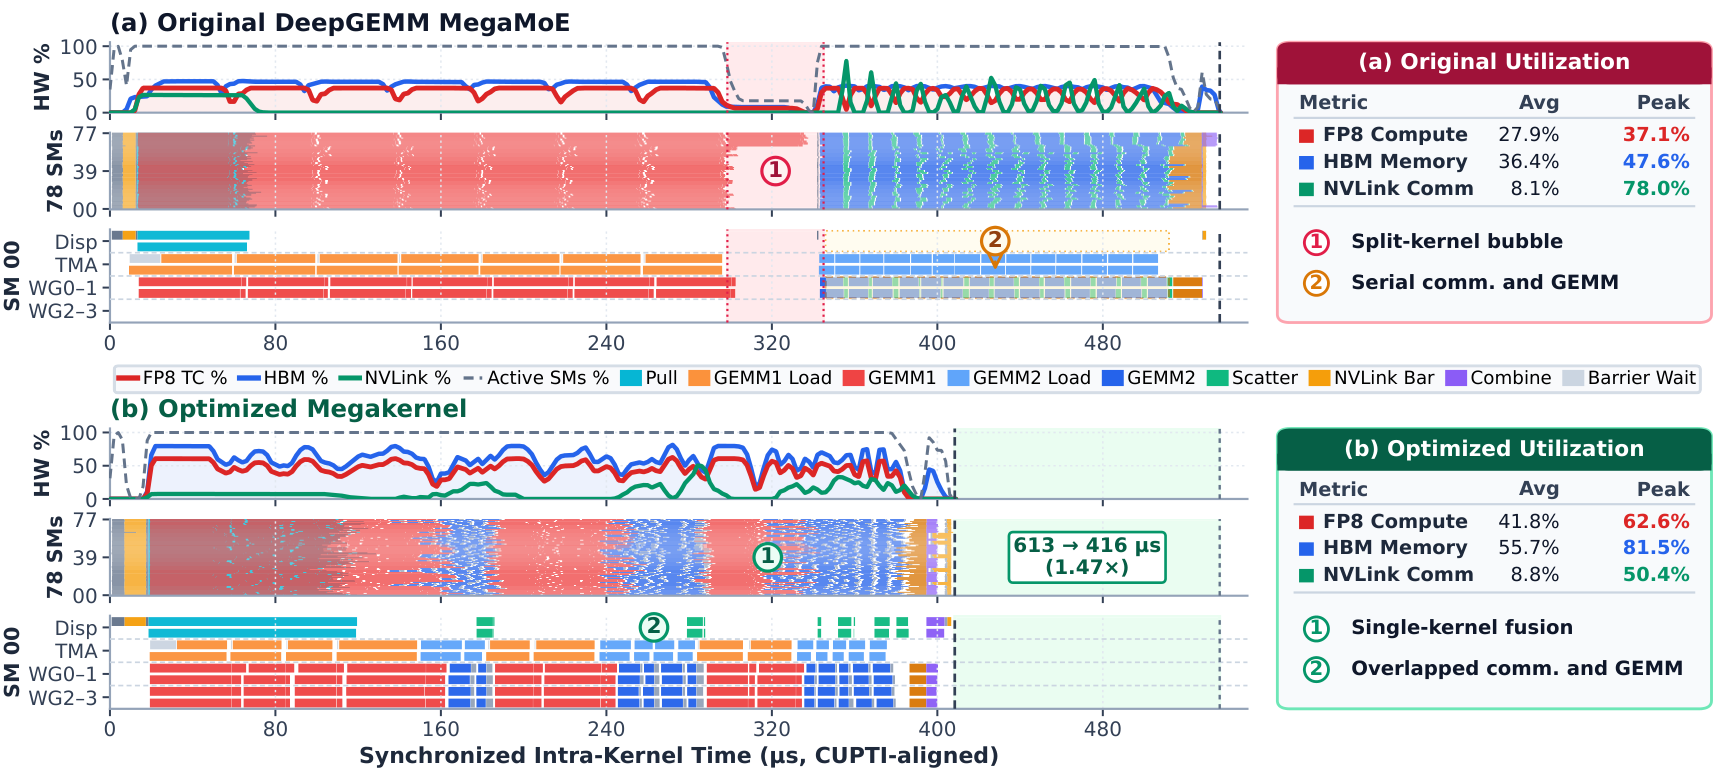 (a) Original DeepGEMM MegaMoE
HW %
100
50
0
78 SMs
77
39
00
SM 00
Disp
TMA
WG0–1
WG2–3
1
2
0 80 160 240 320 400 480
(a) Original Utilization
Metric Avg Peak
FP8 Compute 27.9% 37.1%
HBM Memory 36.4% 47.6%
NVLink Comm 8.1% 78.0%
1 Split-kernel bubble
2 Serial comm. and GEMM
FP8 TC % HBM % NVLink % Active SMs % Pull GEMM1 Load GEMM1 GEMM2 Load GEMM2 Scatter NVLink Bar Combine Barrier Wait
(b) Optimized Megakernel
HW %
100
50
0
78 SMs
77
39
00
1
613 → 416 µs
(1.47×)
SM 00
Disp
TMA
WG0–1
WG2–3
2
0 80 160 240 320 400 480
Synchronized Intra-Kernel Time (µs, CUPTI-aligned)
(b) Optimized Utilization
Metric Avg Peak
FP8 Compute 41.8% 62.6%
HBM Memory 55.7% 81.5%
NVLink Comm 8.8% 50.4%
1 Single-kernel fusion
2 Overlapped comm. and GEMM